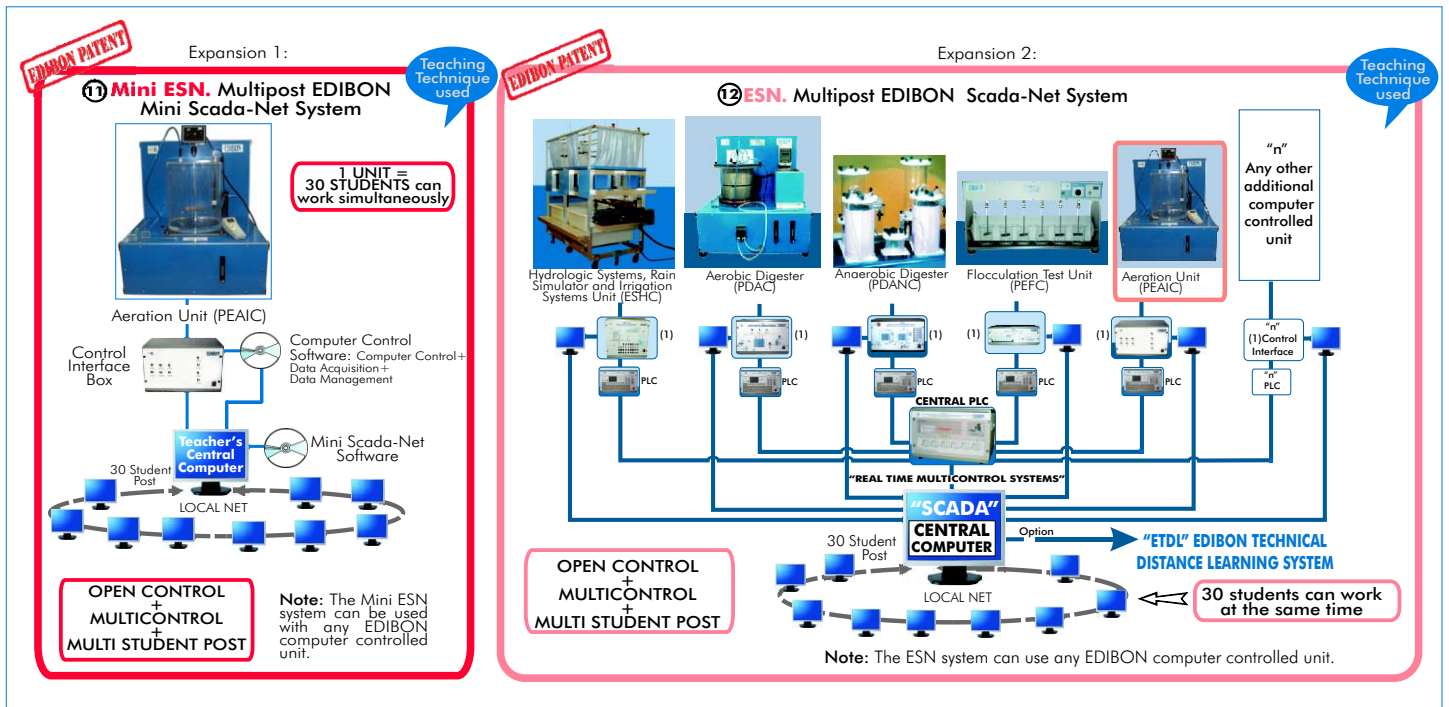 Expansion 1:
EDIBON PATENT
Teaching
Technique
used
11 Mini ESN. Multipost EDIBON
Mini Scada-Net System
1 UNIT =
30 STUDENTS can
work simultaneously
Aeration Unit (PEAIC)
Control
Interface
Box
Computer Control
Software: Computer Control+
Data Acquisition+
Data Management
Teacher's
Central
Computer
Mini Scada-Net
Software
30 Student
Post
LOCAL NET
OPEN CONTROL
+
MULTICONTROL
+
MULTI STUDENT POST
Note: The Mini ESN
system can be used
with any EDIBON
computer controlled
unit.
Expansion 2:
EDIBON PATENT
Teaching
Technique
used
12 ESN. Multipost EDIBON Scada-Net System
Hydrologic Systems, Rain
Simulator and Irrigation
Systems Unit (ESHC)
Aerobic Digester
(PDAC)
Anaerobic Digester
(PDANC)
Flocculation Test Unit
(PEFC)
Aeration Unit
(PEAIC)
"n"
Any other
additional
computer
controlled
unit
(1)
(1)
(1)
(1)
(1)
"n"
(1)Control
Interface
PLC
PLC
PLC
PLC
PLC
"n"
PLC
CENTRAL PLC
"REAL TIME MULTICONTROL SYSTEMS"
"SCADA"
CENTRAL
COMPUTER
Option
"ETDL" EDIBON TECHNICAL
DISTANCE LEARNING SYSTEM
30 Student
Post
LOCAL NET
30 students can work
at the same time
OPEN CONTROL
+
MULTICONTROL
+
MULTI STUDENT POST
Note: The ESN system can use any EDIBON computer controlled unit.